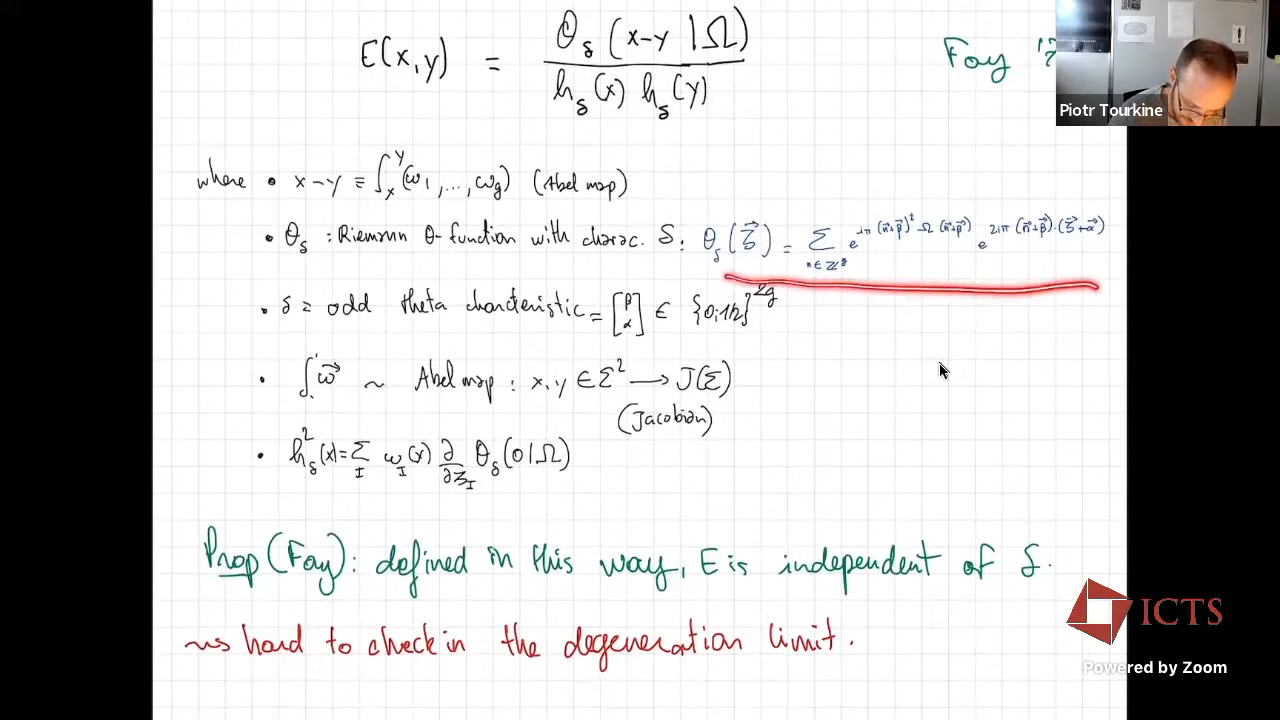 E(x,y) = θ_δ (x-y |Ω) / h_δ(x) h_δ(y)
Fay '7
Piotr Tourkine
where • x-y ≡ ∫_x^y (ω_1, ..., ω_g) (Abel map)
• θ_δ : Riemann θ-function with charac. δ: θ_δ(ζ⃗) = Σ_{n∈ℤ^g} e^{iπ(n⃗+β⃗)^t Ω (n⃗+β⃗)} e^{2iπ(n⃗+β⃗)·(ζ⃗+α⃗)}
• δ = odd theta charcteristic = [β α] ∈ {0,1/2}^{2g}
• ∫ ω⃗ ~ Abel map : x,y ∈ Σ^2 → J(Σ)
(Jacobian)
• h_δ^2(x) = Σ_I ω_I(x) ∂/∂z_I θ_δ(0|Ω)
Prop (Fay): defined in this way, E is independent of δ.
⇝ hard to check in the degeneration limit.
ICTS
Powered by Zoom